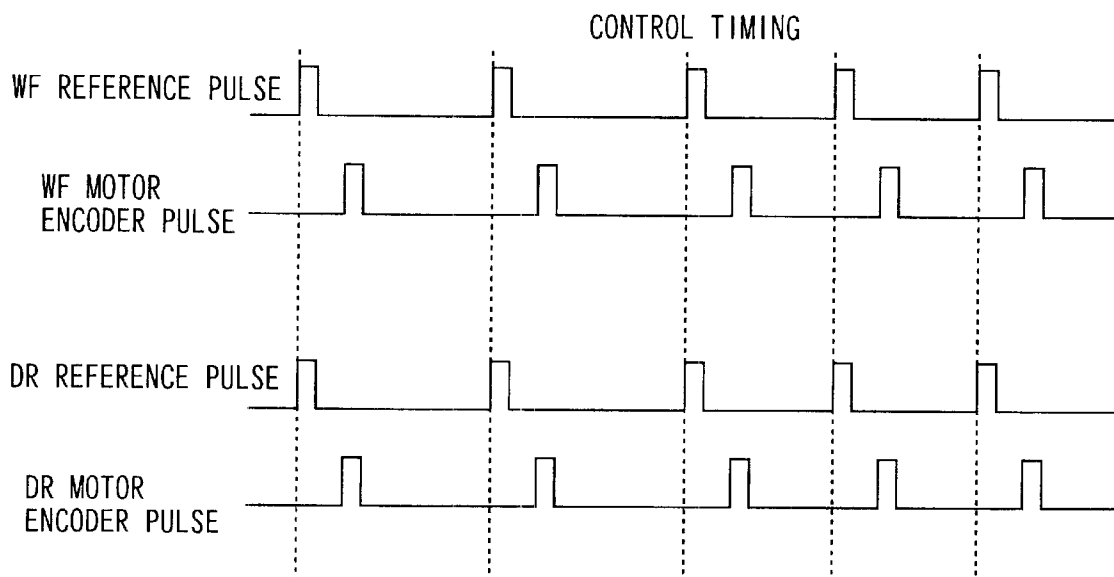 CONTROL TIMING
WF REFERENCE PULSE
WF MOTOR
ENCODER PULSE
DR REFERENCE PULSE
DR MOTOR
ENCODER PULSE